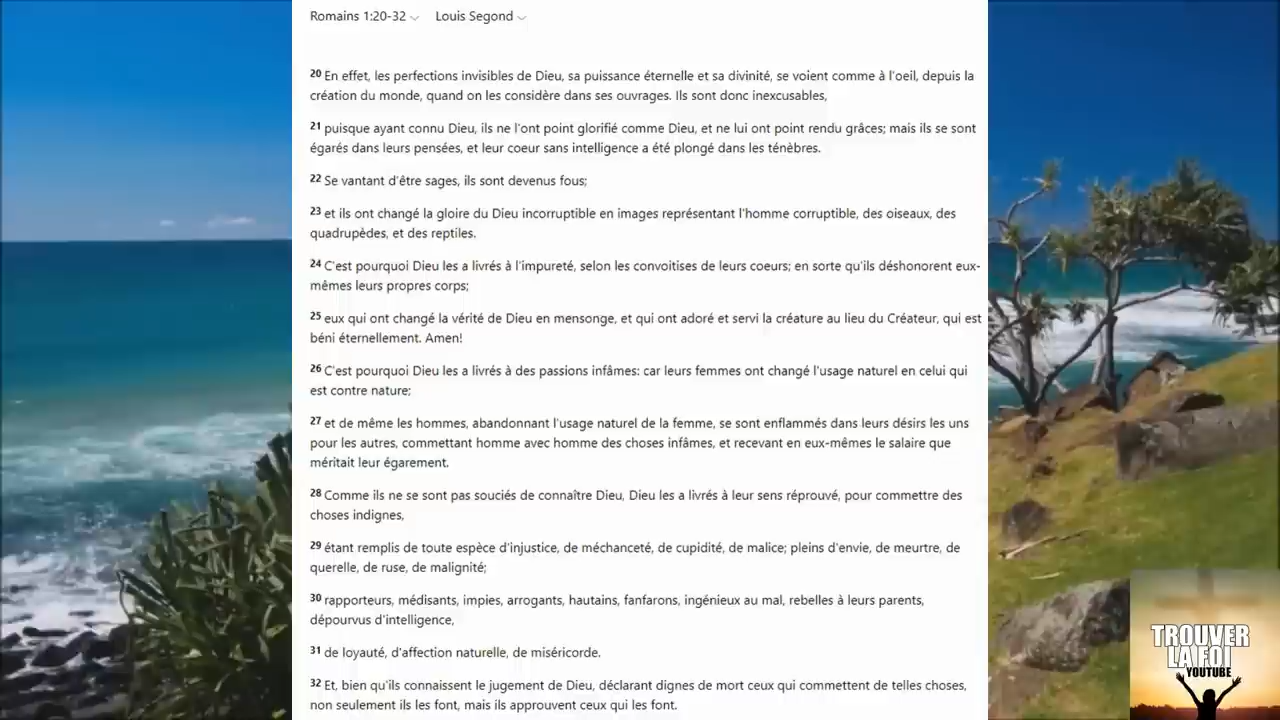 Romains 1:20-32 Louis Segond
20 En effet, les perfections invisibles de Dieu, sa puissance éternelle et sa divinité, se voient comme à l'oeil, depuis la
création du monde, quand on les considère dans ses ouvrages. Ils sont donc inexcusables,
21 puisque ayant connu Dieu, ils ne l'ont point glorifié comme Dieu, et ne lui ont point rendu grâces; mais ils se sont
égarés dans leurs pensées, et leur coeur sans intelligence a été plongé dans les ténèbres.
22 Se vantant d'être sages, ils sont devenus fous;
23 et ils ont changé la gloire du Dieu incorruptible en images représentant l'homme corruptible, des oiseaux, des
quadrupèdes, et des reptiles.
24 C'est pourquoi Dieu les a livrés à l'impureté, selon les convoitises de leurs coeurs; en sorte qu'ils déshonorent eux-
mêmes leurs propres corps;
25 eux qui ont changé la vérité de Dieu en mensonge, et qui ont adoré et servi la créature au lieu du Créateur, qui est
béni éternellement. Amen!
26 C'est pourquoi Dieu les a livrés à des passions infâmes: car leurs femmes ont changé l'usage naturel en celui qui
est contre nature;
27 et de même les hommes, abandonnant l'usage naturel de la femme, se sont enflammés dans leurs désirs les uns
pour les autres, commettant homme avec homme des choses infâmes, et recevant en eux-mêmes le salaire que
méritait leur égarement.
28 Comme ils ne se sont pas souciés de connaître Dieu, Dieu les a livrés à leur sens réprouvé, pour commettre des
choses indignes,
29 étant remplis de toute espèce d'injustice, de méchanceté, de cupidité, de malice; pleins d'envie, de meurtre, de
querelle, de ruse, de malignité;
30 rapporteurs, médisants, impies, arrogants, hautains, fanfarons, ingénieux au mal, rebelles à leurs parents,
dépourvus d'intelligence,
31 de loyauté, d'affection naturelle, de miséricorde.
32 Et, bien qu'ils connaissent le jugement de Dieu, déclarant dignes de mort ceux qui commettent de telles choses,
non seulement ils les font, mais ils approuvent ceux qui les font.
TROUVER
LA FOI
YOUTUBE